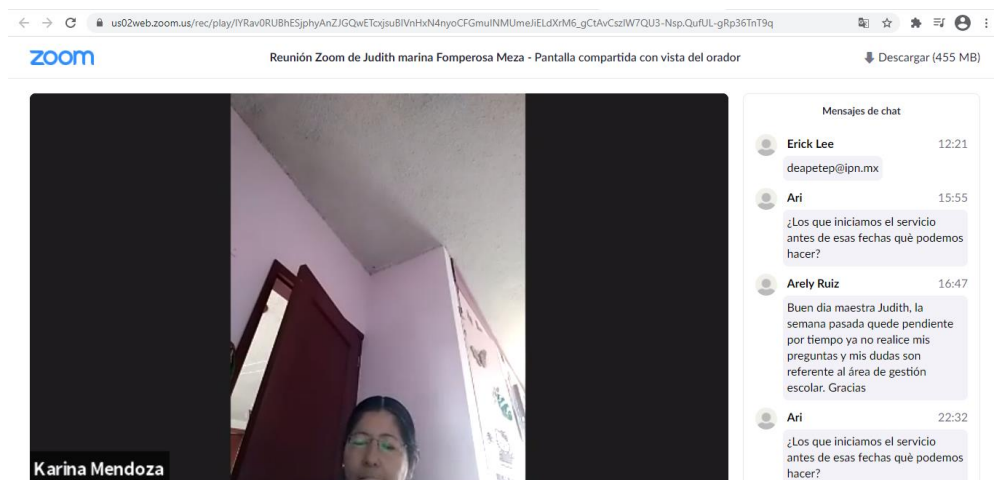 us02web.zoom.us/rec/play/lYRav0RUBhESjphyAnZJGQwETcxjsuBlVnHxN4nyoCFGmulNMUmeJiELdXrM6_gCtAvCszlW7QU3-Nsp.QufUL-gRp36TnT9q
zoom
Reunión Zoom de Judith marina Fomperosa Meza - Pantalla compartida con vista del orador
Descargar (455 MB)
Mensajes de chat
Erick Lee 12:21
deapetep@ipn.mx
Ari 15:55
¿Los que iniciamos el servicio
antes de esas fechas què podemos
hacer?
Arely Ruiz 16:47
Buen dia maestra Judith, la
semana pasada quede pendiente
por tiempo ya no realice mis
preguntas y mis dudas son
referente al área de gestión
escolar. Gracias
Ari 22:32
¿Los que iniciamos el servicio
antes de esas fechas què podemos
hacer?
Karina Mendoza